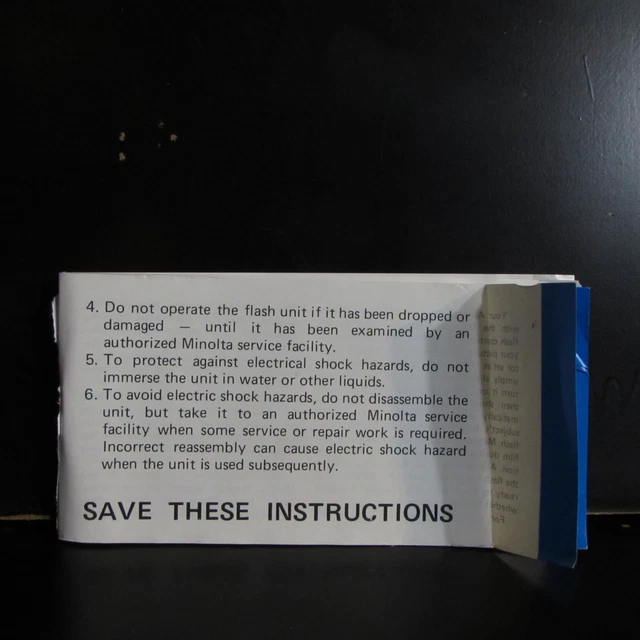 4. Do not operate the flash unit if it has been dropped or
damaged — until it has been examined by an
authorized Minolta service facility.
5. To protect against electrical shock hazards, do not
immerse the unit in water or other liquids.
6. To avoid electric shock hazards, do not disassemble the
unit, but take it to an authorized Minolta service
facility when some service or repair work is required.
Incorrect reassembly can cause electric shock hazard
when the unit is used subsequently.
SAVE THESE INSTRUCTIONS